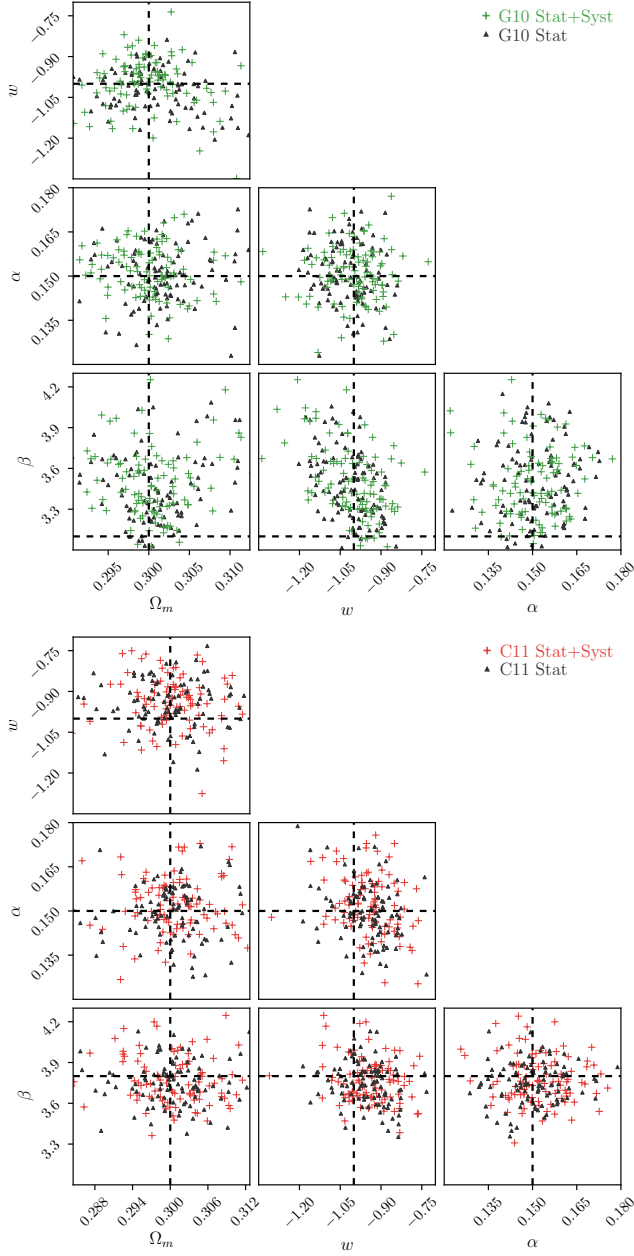 + G10 Stat+Syst
▲ G10 Stat
−0.75
−0.90
−1.05
−1.20
w
0.180
0.165
0.150
0.135
α
4.2
3.9
3.6
3.3
β
0.295 0.300 0.305 0.310
Ω_m
−1.20 −1.05 −0.90 −0.75
w
0.135 0.150 0.165 0.180
α
+ C11 Stat+Syst
▲ C11 Stat
−0.75
−0.90
−1.05
−1.20
w
0.180
0.165
0.150
0.135
α
4.2
3.9
3.6
3.3
β
0.288 0.294 0.300 0.306 0.312
Ω_m
−1.20 −1.05 −0.90 −0.75
w
0.135 0.150 0.165 0.180
α